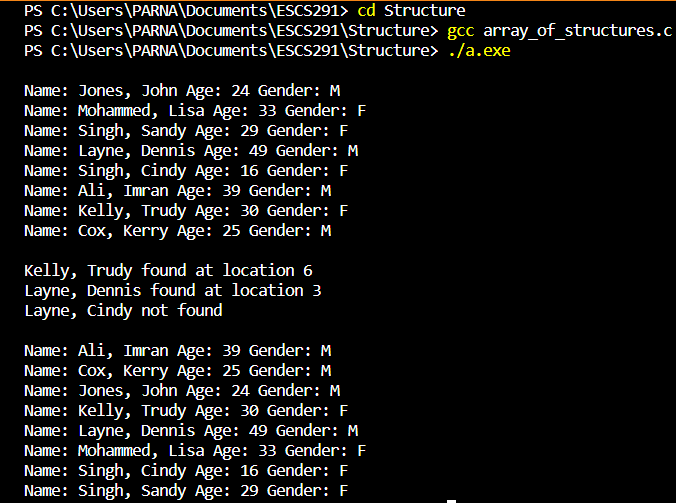 PS C:\Users\PARNA\Documents\ESCS291> cd Structure
PS C:\Users\PARNA\Documents\ESCS291\Structure> gcc array_of_structures.c
PS C:\Users\PARNA\Documents\ESCS291\Structure> ./a.exe
Name: Jones, John Age: 24 Gender: M
Name: Mohammed, Lisa Age: 33 Gender: F
Name: Singh, Sandy Age: 29 Gender: F
Name: Layne, Dennis Age: 49 Gender: M
Name: Singh, Cindy Age: 16 Gender: F
Name: Ali, Imran Age: 39 Gender: M
Name: Kelly, Trudy Age: 30 Gender: F
Name: Cox, Kerry Age: 25 Gender: M
Kelly, Trudy found at location 6
Layne, Dennis found at location 3
Layne, Cindy not found
Name: Ali, Imran Age: 39 Gender: M
Name: Cox, Kerry Age: 25 Gender: M
Name: Jones, John Age: 24 Gender: M
Name: Kelly, Trudy Age: 30 Gender: F
Name: Layne, Dennis Age: 49 Gender: M
Name: Mohammed, Lisa Age: 33 Gender: F
Name: Singh, Cindy Age: 16 Gender: F
Name: Singh, Sandy Age: 29 Gender: F